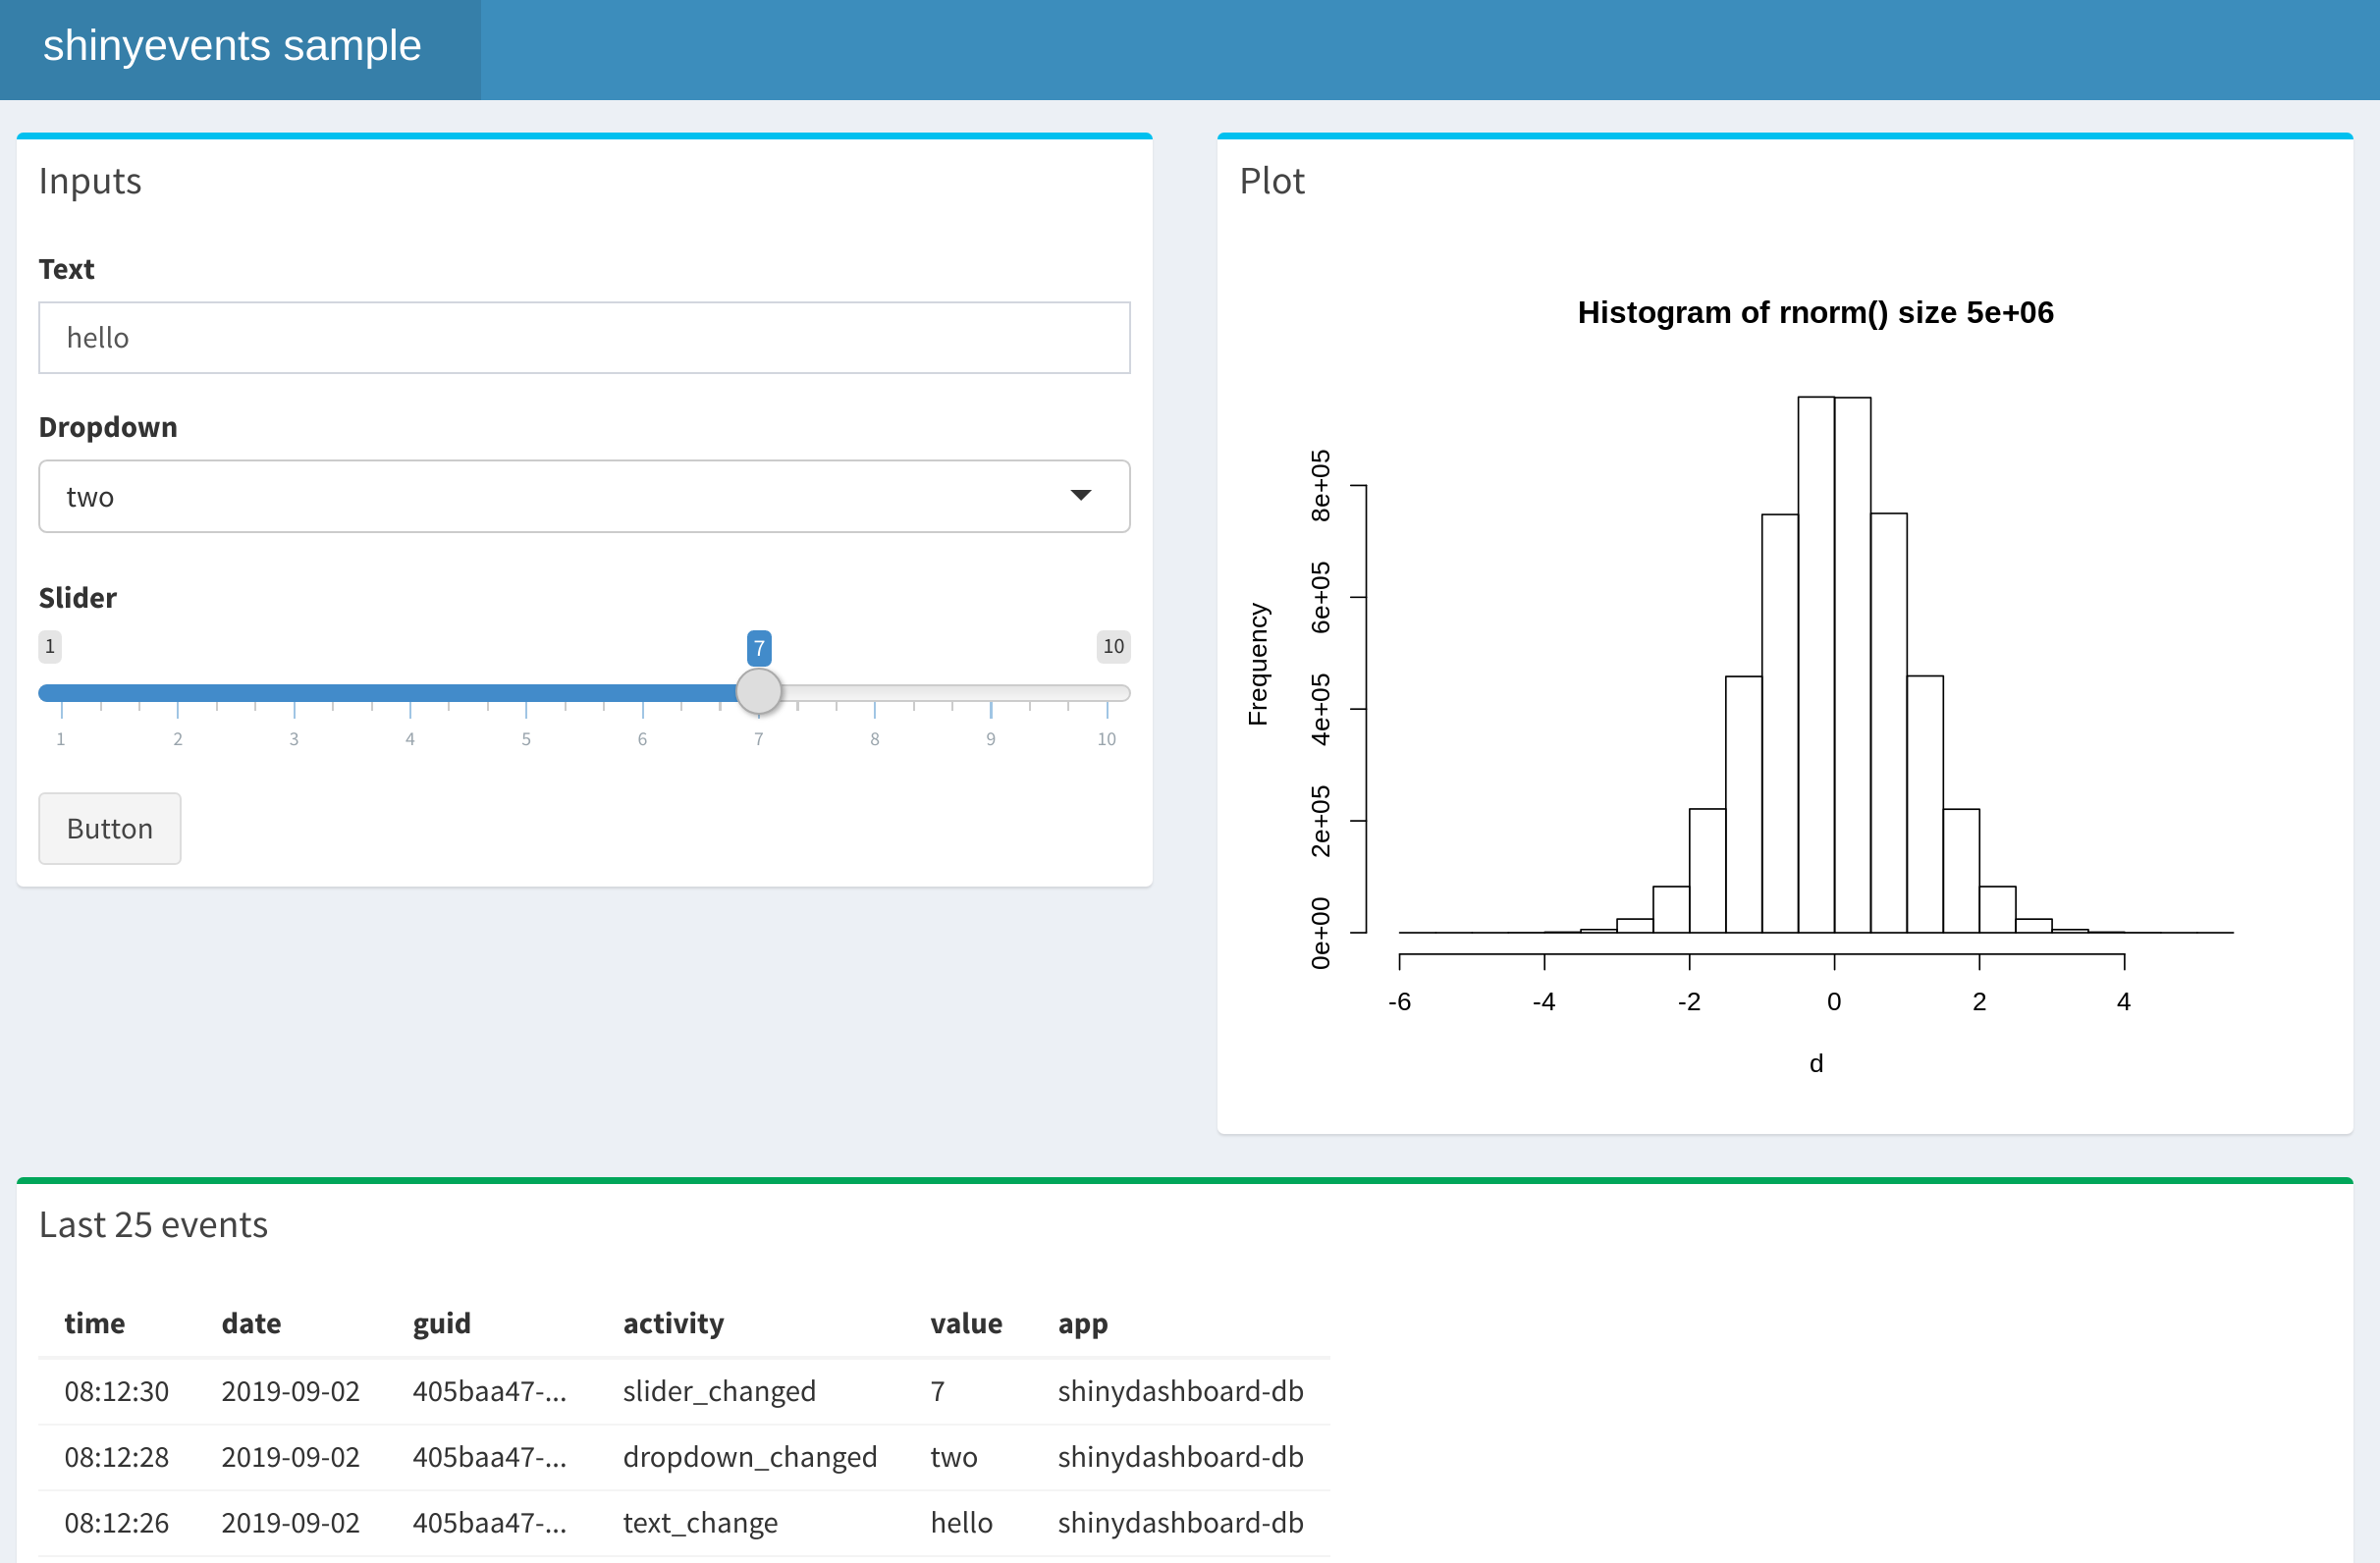 shinyevents sample
Inputs
Text
hello
Dropdown
two
Slider
1 7 10
1 2 3 4 5 6 7 8 9 10
Button
Plot
Histogram of rnorm() size 5e+06
Frequency
8e+05
6e+05
4e+05
2e+05
0e+00
-6 -4 -2 0 2 4
d
Last 25 events
time date guid activity value app
08:12:30 2019-09-02 405baa47-... slider_changed 7 shinydashboard-db
08:12:28 2019-09-02 405baa47-... dropdown_changed two shinydashboard-db
08:12:26 2019-09-02 405baa47-... text_change hello shinydashboard-db